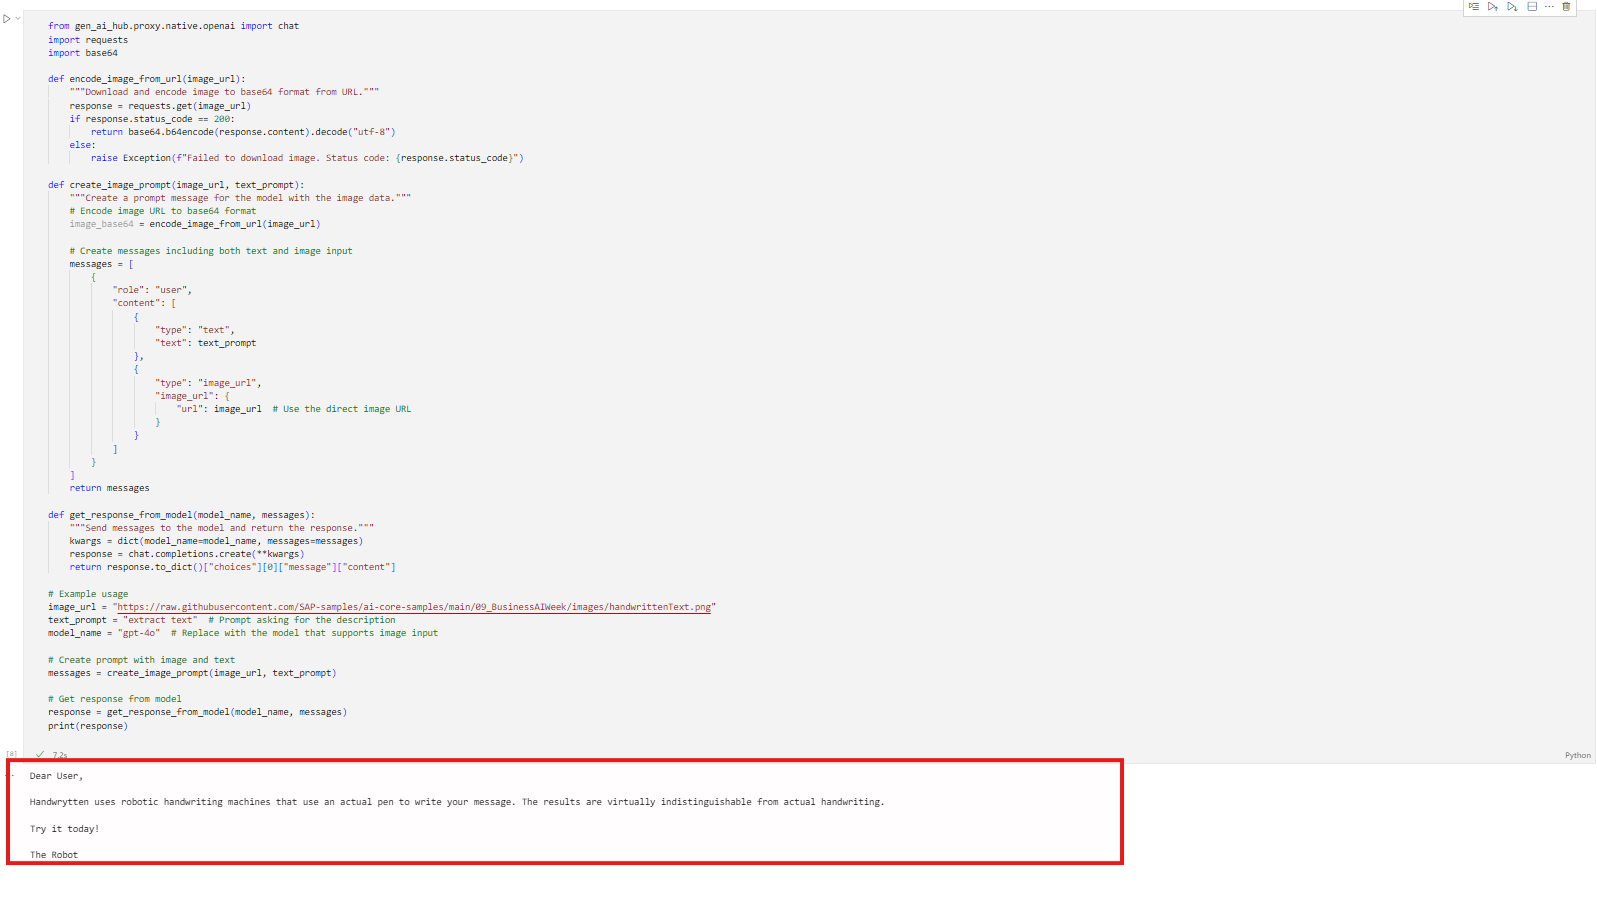 from gen_ai_hub.proxy.native.openai import chat
import requests
import base64
def encode_image_from_url(image_url):
"""Download and encode image to base64 format from URL."""
response = requests.get(image_url)
if response.status_code == 200:
return base64.b64encode(response.content).decode("utf-8")
else:
raise Exception(f"Failed to download image. Status code: {response.status_code}")
def create_image_prompt(image_url, text_prompt):
"""Create a prompt message for the model with the image data."""
# Encode image URL to base64 format
image_base64 = encode_image_from_url(image_url)
# Create messages including both text and image input
messages = [
{
"role": "user",
"content": [
{
"type": "text",
"text": text_prompt
},
{
"type": "image_url",
"image_url": {
"url": image_url  # Use the direct image URL
}
}
]
}
]
return messages
def get_response_from_model(model_name, messages):
"""Send messages to the model and return the response."""
kwargs = dict(model_name=model_name, messages=messages)
response = chat.completions.create(**kwargs)
return response.to_dict()["choices"][0]["message"]["content"]
# Example usage
image_url = "https://raw.githubusercontent.com/SAP-samples/ai-core-samples/main/09_BusinessAIWeek/images/handwrittenText.png"
text_prompt = "extract text"  # Prompt asking for the description
model_name = "gpt-4o"  # Replace with the model that supports image input
# Create prompt with image and text
messages = create_image_prompt(image_url, text_prompt)
# Get response from model
response = get_response_from_model(model_name, messages)
print(response)
7.2s
Python
Dear User,
Handwrytten uses robotic handwriting machines that use an actual pen to write your message. The results are virtually indistinguishable from actual handwriting.
Try it today!
The Robot